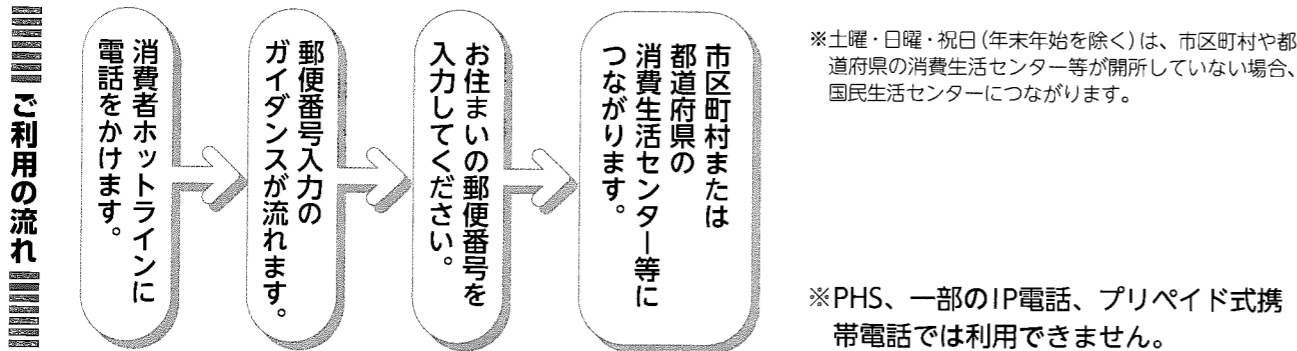 ご利用の流れ
消費者ホットラインに
電話をかけます。
郵便番号入力の
ガイダンスが流れます。
お住まいの郵便番号を
入力してください。
市区町村または
都道府県の
消費生活センター等に
つながります。
※土曜・日曜・祝日(年末年始を除く)は、市区町村や都
道府県の消費生活センター等が開所していない場合、
国民生活センターにつながります。
※PHS、一部のIP電話、プリペイド式携
帯電話では利用できません。